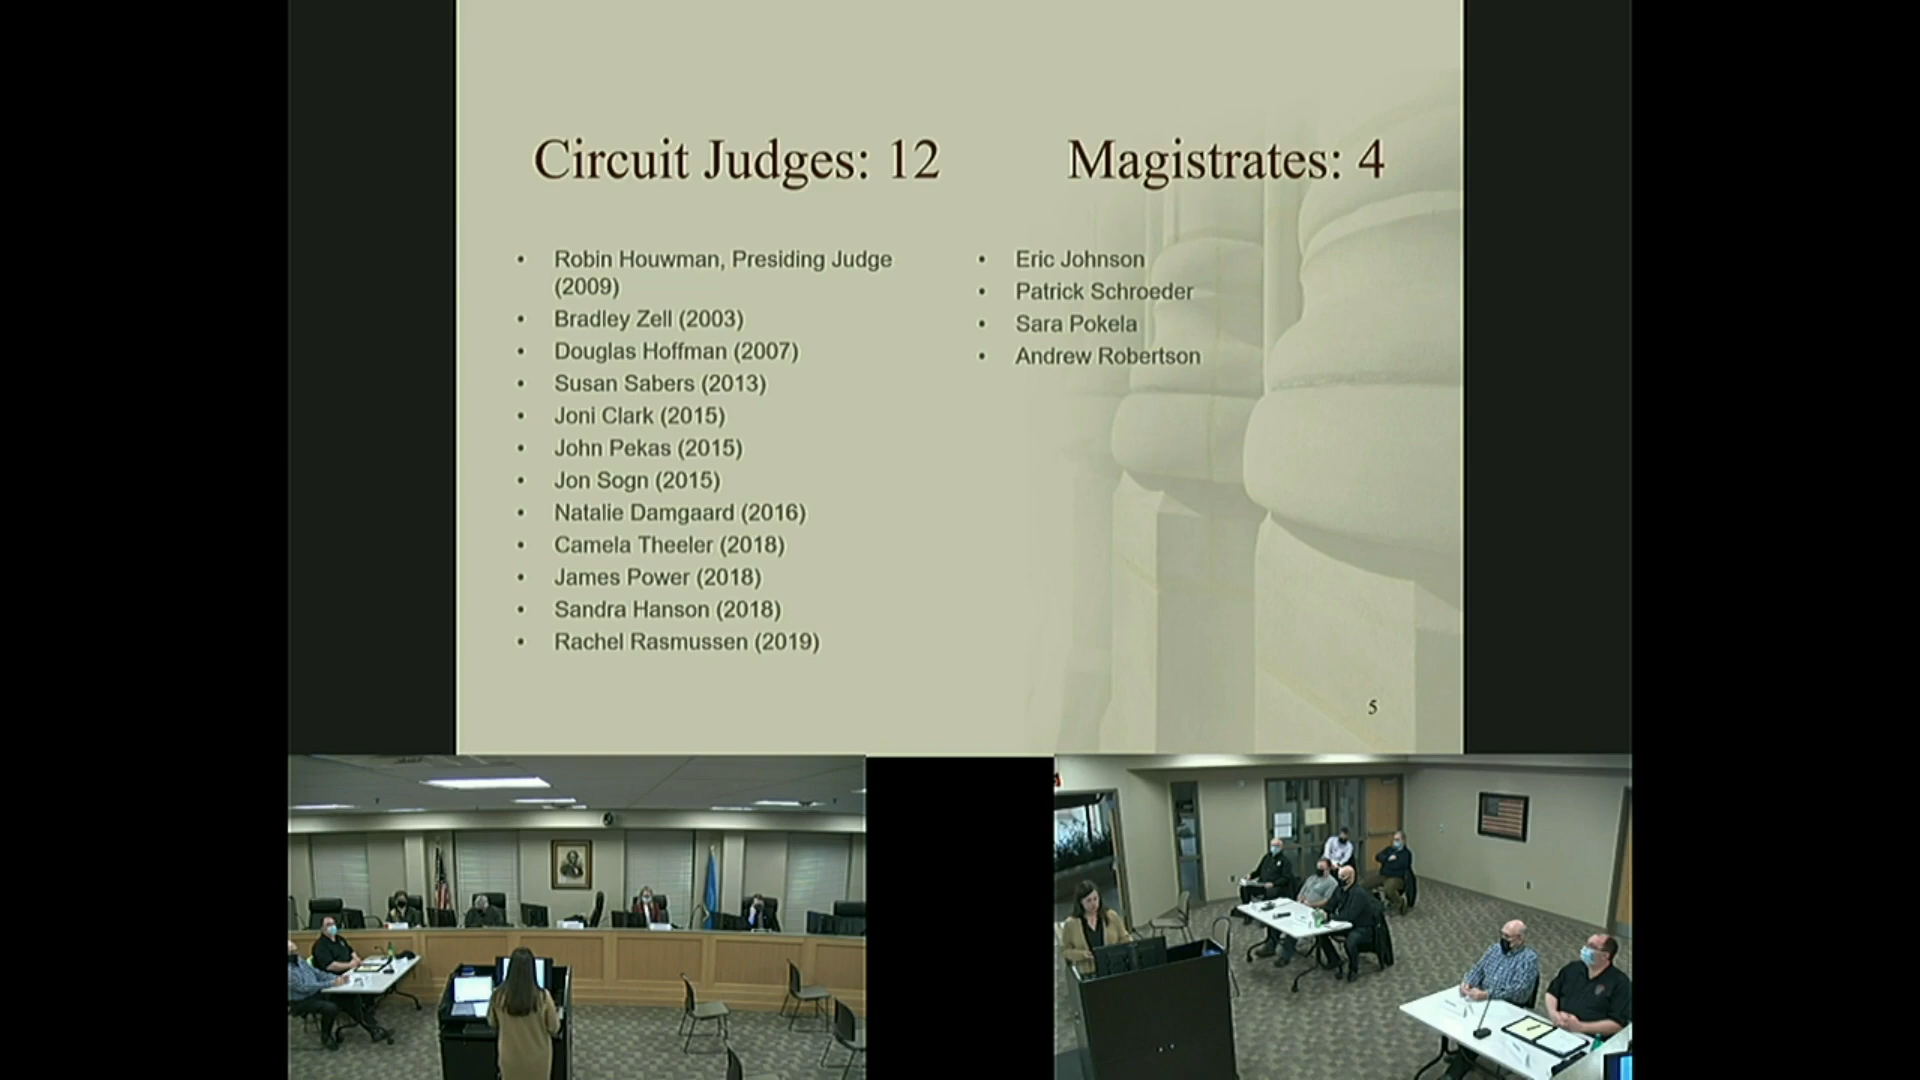 Circuit Judges: 12
Magistrates: 4
• Robin Houwman, Presiding Judge
(2009)
• Bradley Zell (2003)
• Douglas Hoffman (2007)
• Susan Sabers (2013)
• Joni Clark (2015)
• John Pekas (2015)
• Jon Sogn (2015)
• Natalie Damgaard (2016)
• Camela Theeler (2018)
• James Power (2018)
• Sandra Hanson (2018)
• Rachel Rasmussen (2019)
• Eric Johnson
• Patrick Schroeder
• Sara Pokela
• Andrew Robertson
5